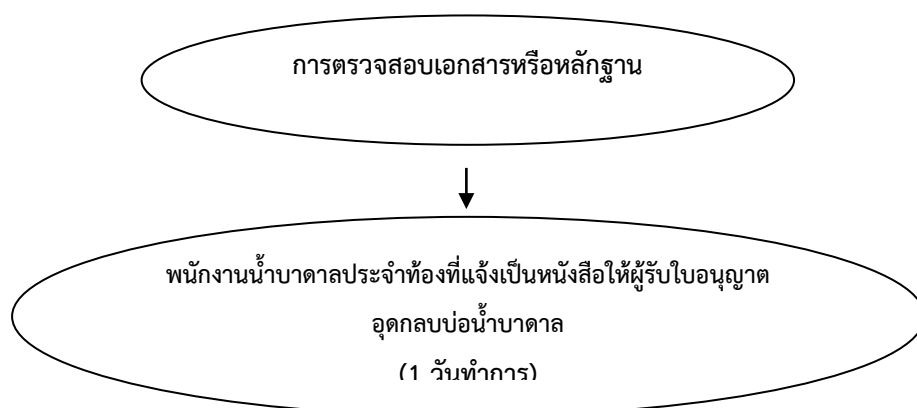 การตรวจสอบเอกสารหรือหลักฐาน
พนักงานน้ำบาดาลประจำท้องที่แจ้งเป็นหนังสือให้ผู้รับใบอนุญาต
อุดกลบบ่อน้ำบาดาล
(1 วันทำการ)